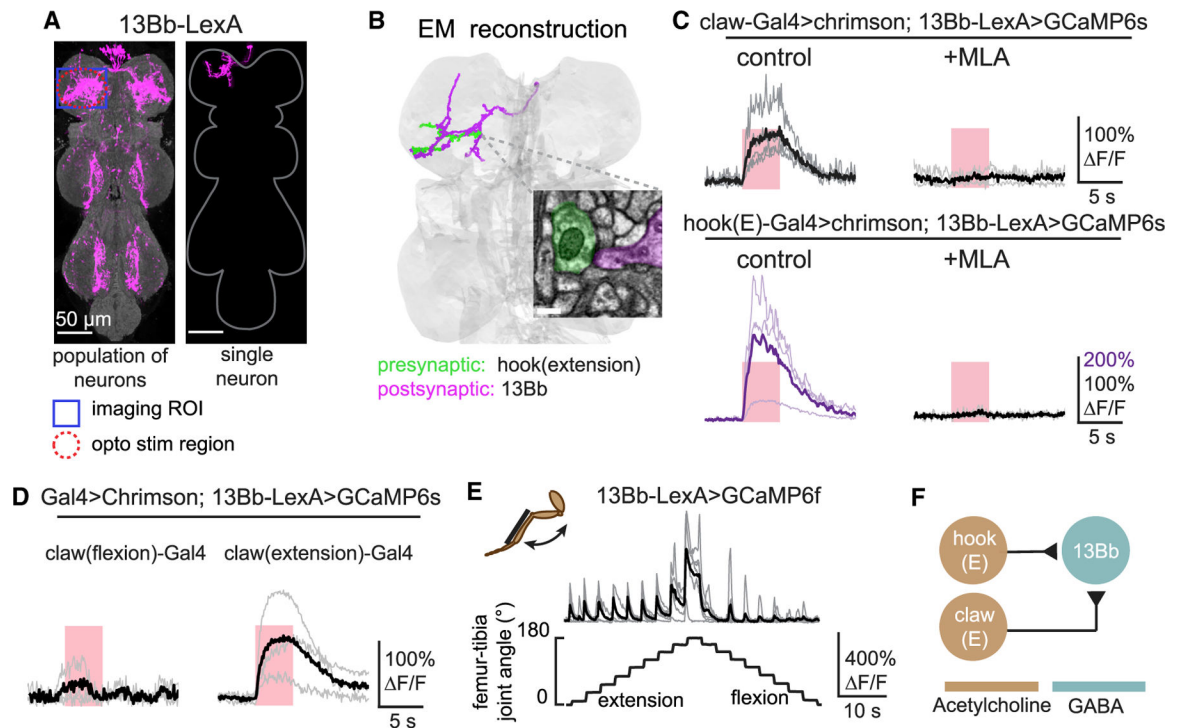 A
13Bb-LexA
50 µm
population of
neurons
single
neuron
imaging ROI
opto stim region
B
EM reconstruction
presynaptic: hook(extension)
postsynaptic: 13Bb
C
claw-Gal4>chrimson; 13Bb-LexA>GCaMP6s
control
+MLA
100%
ΔF/F
5 s
hook(E)-Gal4>chrimson; 13Bb-LexA>GCaMP6s
control
+MLA
200%
100%
ΔF/F
5 s
D
Gal4>Chrimson; 13Bb-LexA>GCaMP6s
claw(flexion)-Gal4
claw(extension)-Gal4
100%
ΔF/F
5 s
E
13Bb-LexA>GCaMP6f
femur-tibia
joint angle (°)
180
0
extension
flexion
400%
ΔF/F
10 s
F
hook
(E)
13Bb
claw
(E)
Acetylcholine
GABA